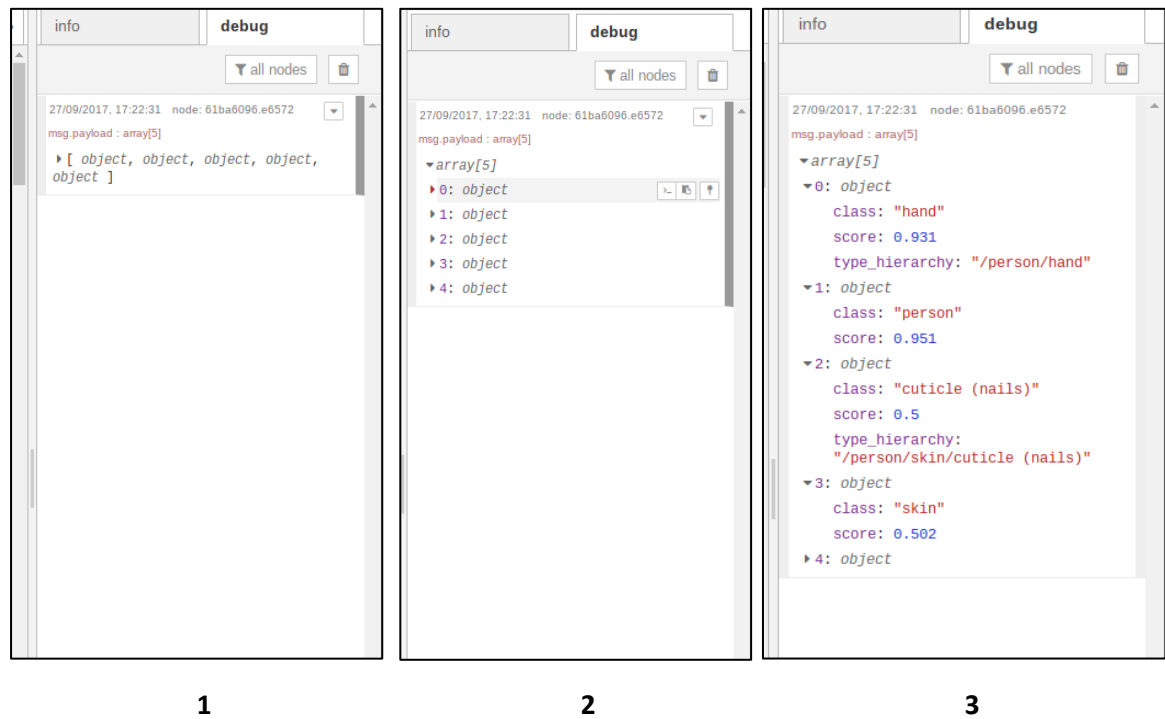 info debug
all nodes
27/09/2017, 17:22:31 node: 61ba6096.e6572
msg.payload : array[5]
[ object, object, object, object,
object ]
info debug
all nodes
27/09/2017, 17:22:31 node: 61ba6096.e6572
msg.payload : array[5]
array[5]
0: object
1: object
2: object
3: object
4: object
info debug
all nodes
27/09/2017, 17:22:31 node: 61ba6096.e6572
msg.payload : array[5]
array[5]
0: object
class: "hand"
score: 0.931
type_hierarchy: "/person/hand"
1: object
class: "person"
score: 0.951
2: object
class: "cuticle (nails)"
score: 0.5
type_hierarchy:
"/person/skin/cuticle (nails)"
3: object
class: "skin"
score: 0.502
4: object
1 2 3